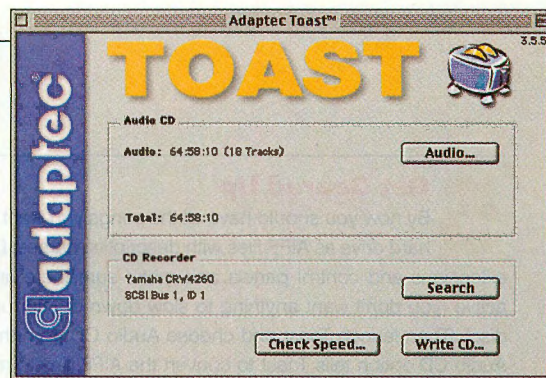 Adaptec Toast™
3.5.5
adaptec
TOAST
Audio CD
Audio: 64:58:10 (18 Tracks)
Audio...
Total: 64:58:10
CD Recorder
Yamaha CRW4260
SCSI Bus 1, ID 1
Search
Check Speed...
Write CD...